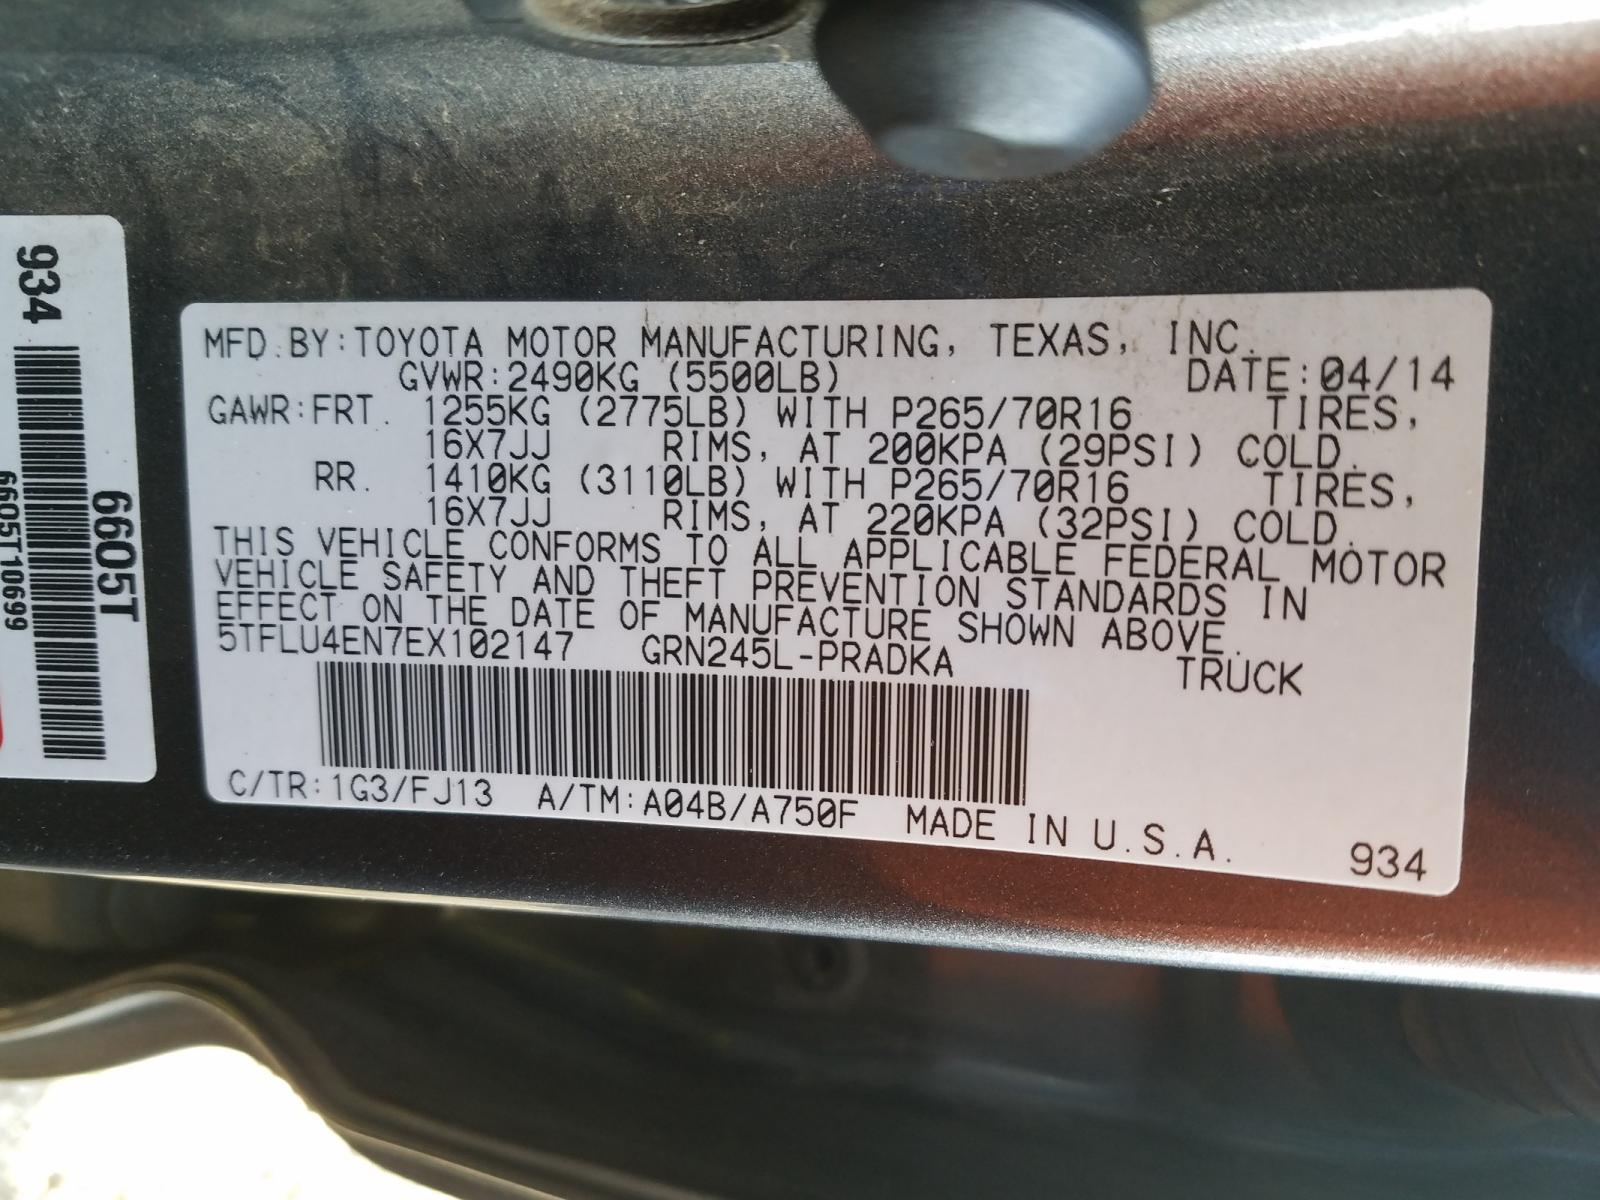 934
6605T
6605T10699
MFD.BY:TOYOTA MOTOR MANUFACTURING, TEXAS, INC.
GVWR:2490KG (5500LB) DATE:04/14
GAWR:FRT. 1255KG (2775LB) WITH P265/70R16 TIRES,
16X7JJ RIMS, AT 200KPA (29PSI) COLD.
RR. 1410KG (3110LB) WITH P265/70R16 TIRES,
16X7JJ RIMS, AT 220KPA (32PSI) COLD.
THIS VEHICLE CONFORMS TO ALL APPLICABLE FEDERAL MOTOR
VEHICLE SAFETY AND THEFT PREVENTION STANDARDS IN
EFFECT ON THE DATE OF MANUFACTURE SHOWN ABOVE.
5TFLU4EN7EX102147 GRN245L-PRADKA TRUCK
C/TR:1G3/FJ13 A/TM:A04B/A750F MADE IN U.S.A.
934